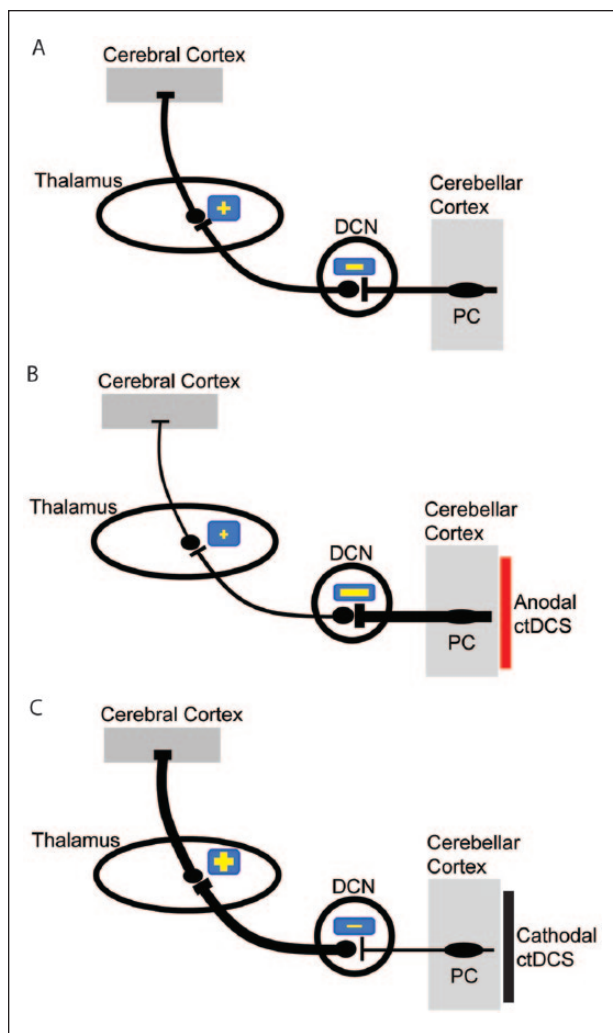 A
Cerebral Cortex
Thalamus
+
Cerebellar
Cortex
DCN
−
PC
B
Cerebral Cortex
Thalamus
+
Cerebellar
Cortex
DCN
−
PC
Anodal
ctDCS
C
Cerebral Cortex
Thalamus
+
Cerebellar
Cortex
DCN
−
PC
Cathodal
ctDCS